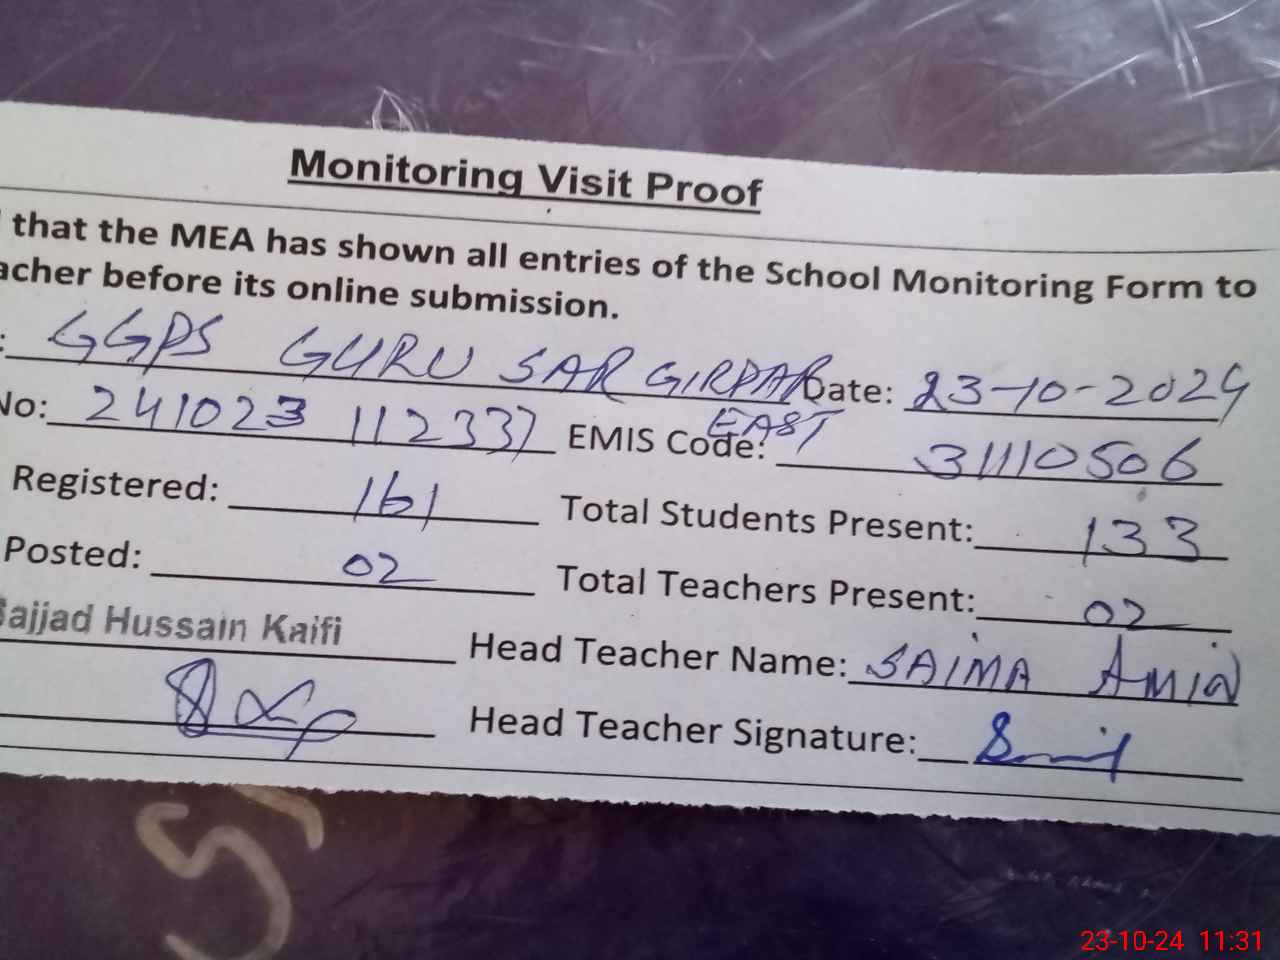 Monitoring Visit Proof
that the MEA has shown all entries of the School Monitoring Form to
acher before its online submission.
: GGPS GURU SAR GIRPAR Date: 23-10-2024
EAST
No: 241023 112337 EMIS Code: 31110506
Registered: 161 Total Students Present: 133
Posted: 02 Total Teachers Present: 02
Sajjad Hussain Kaifi Head Teacher Name: SAIMA AMIN
Head Teacher Signature:
23-10-24 11:31